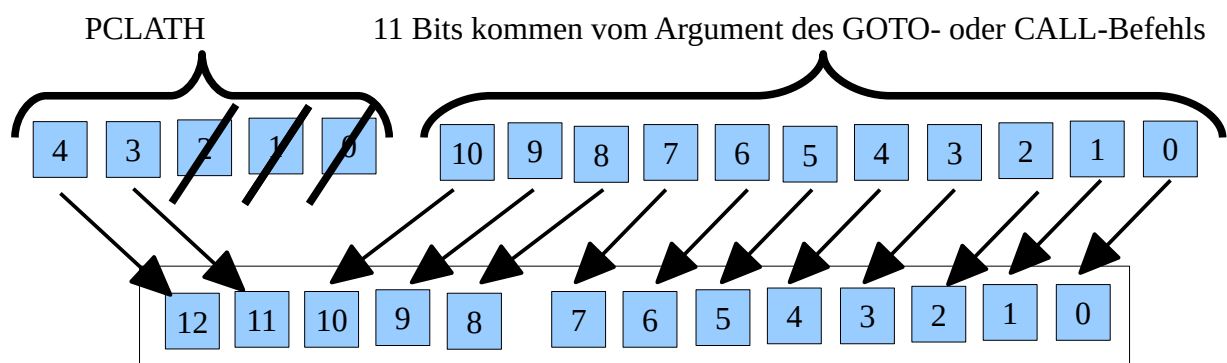 PCLATH 11 Bits kommen vom Argument des GOTO- oder CALL-Befehls
4 3 2 1 0 10 9 8 7 6 5 4 3 2 1 0
12 11 10 9 8 7 6 5 4 3 2 1 0